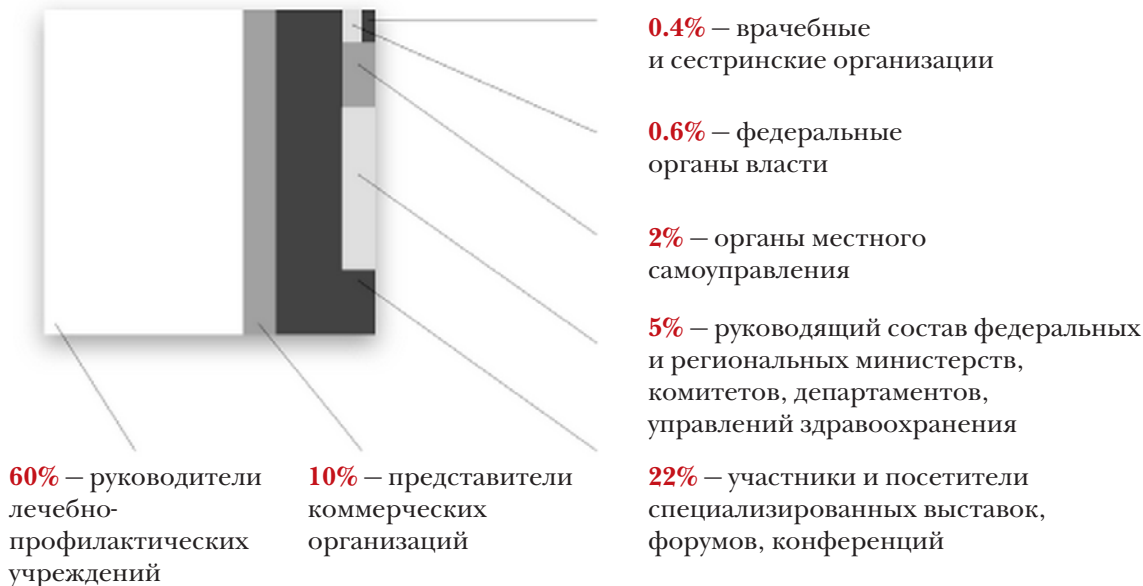 0.4% — врачебные
и сестринские организации
0.6% — федеральные
органы власти
2% — органы местного
самоуправления
5% — руководящий состав федеральных
и региональных министерств,
комитетов, департаментов,
управлений здравоохранения
60% — руководители
лечебно-
профилактических
учреждений
10% — представители
коммерческих
организаций
22% — участники и посетители
специализированных выставок,
форумов, конференций